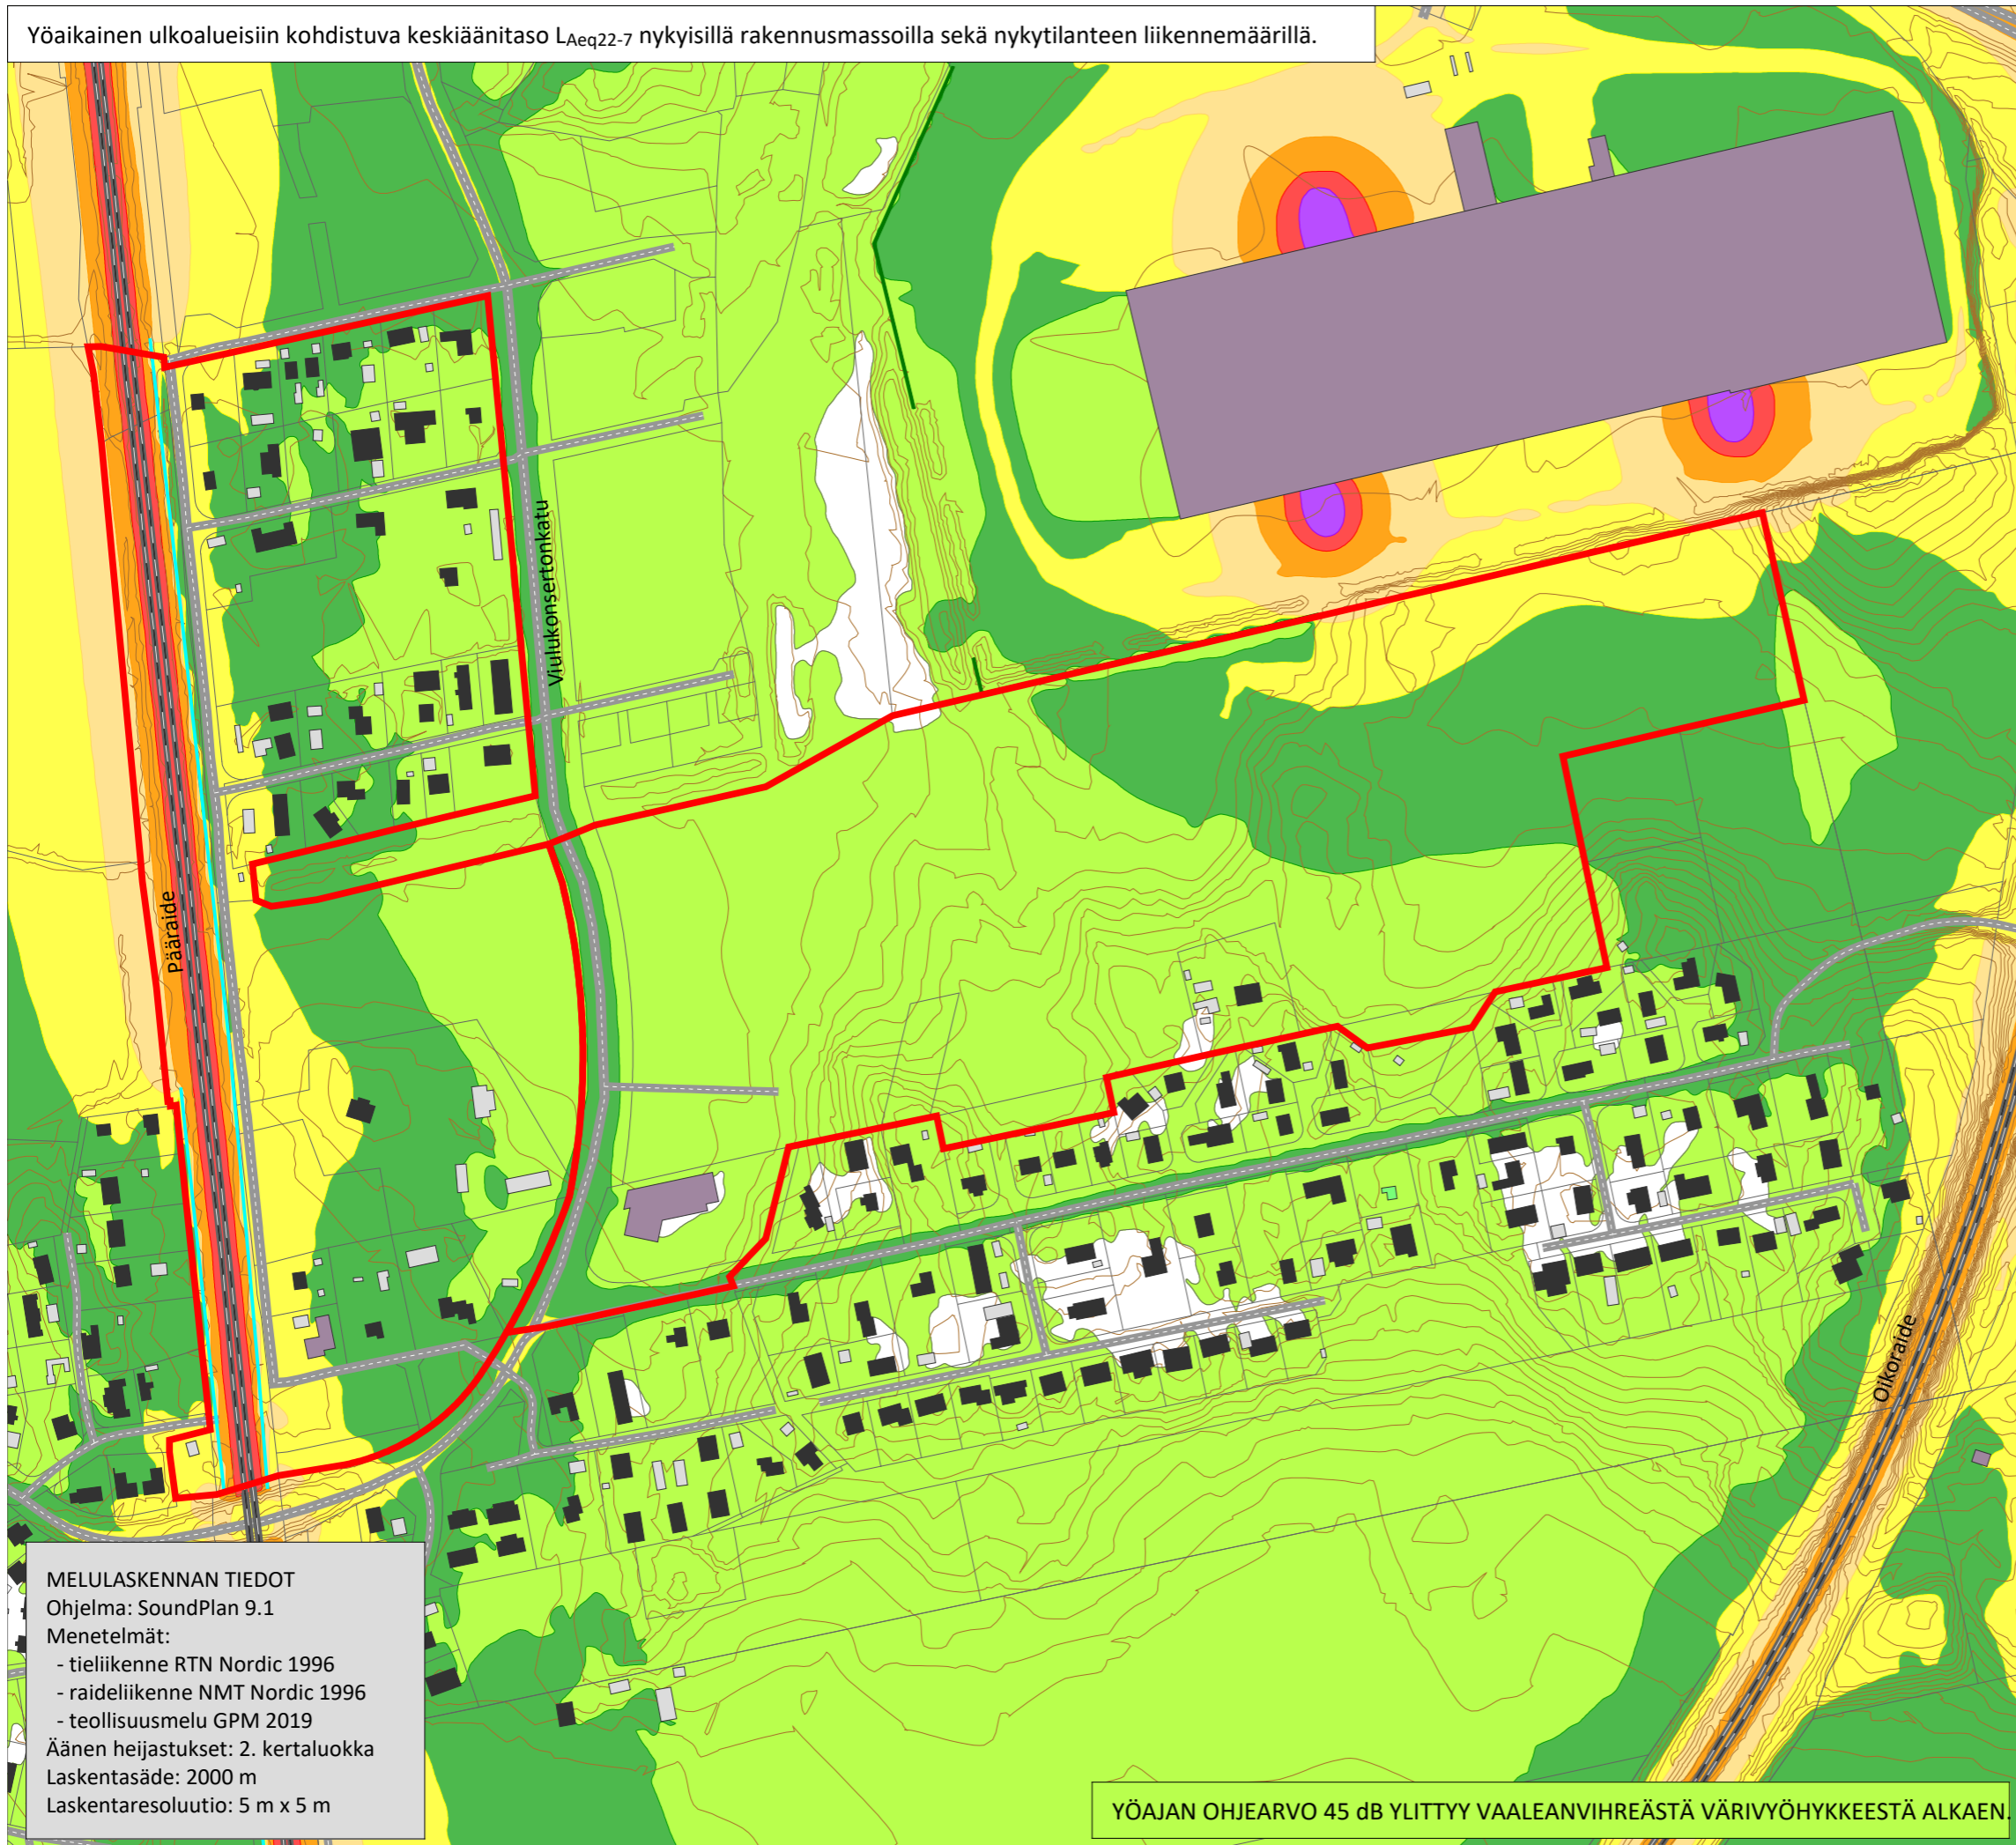 Yöaikainen ulkoalueisiin kohdistuva keskiäänitaso LAeq22-7 nykyisillä rakennusmassoilla sekä nykytilanteen liikennemäärillä.
Viulukonsertonkatu
Pääraide
Oikoraide
MELULASKENNAN TIEDOT
Ohjelma: SoundPlan 9.1
Menetelmät:
- tieliikenne RTN Nordic 1996
- raideliikenne NMT Nordic 1996
- teollisuusmelu GPM 2019
Äänen heijastukset: 2. kertaluokka
Laskentasäde: 2000 m
Laskentaresoluutio: 5 m x 5 m
YÖAJAN OHJEARVO 45 dB YLITTYY VAALEANVIHREÄSTÄ VÄRIVYÖHYKKEESTÄ ALKAEN.